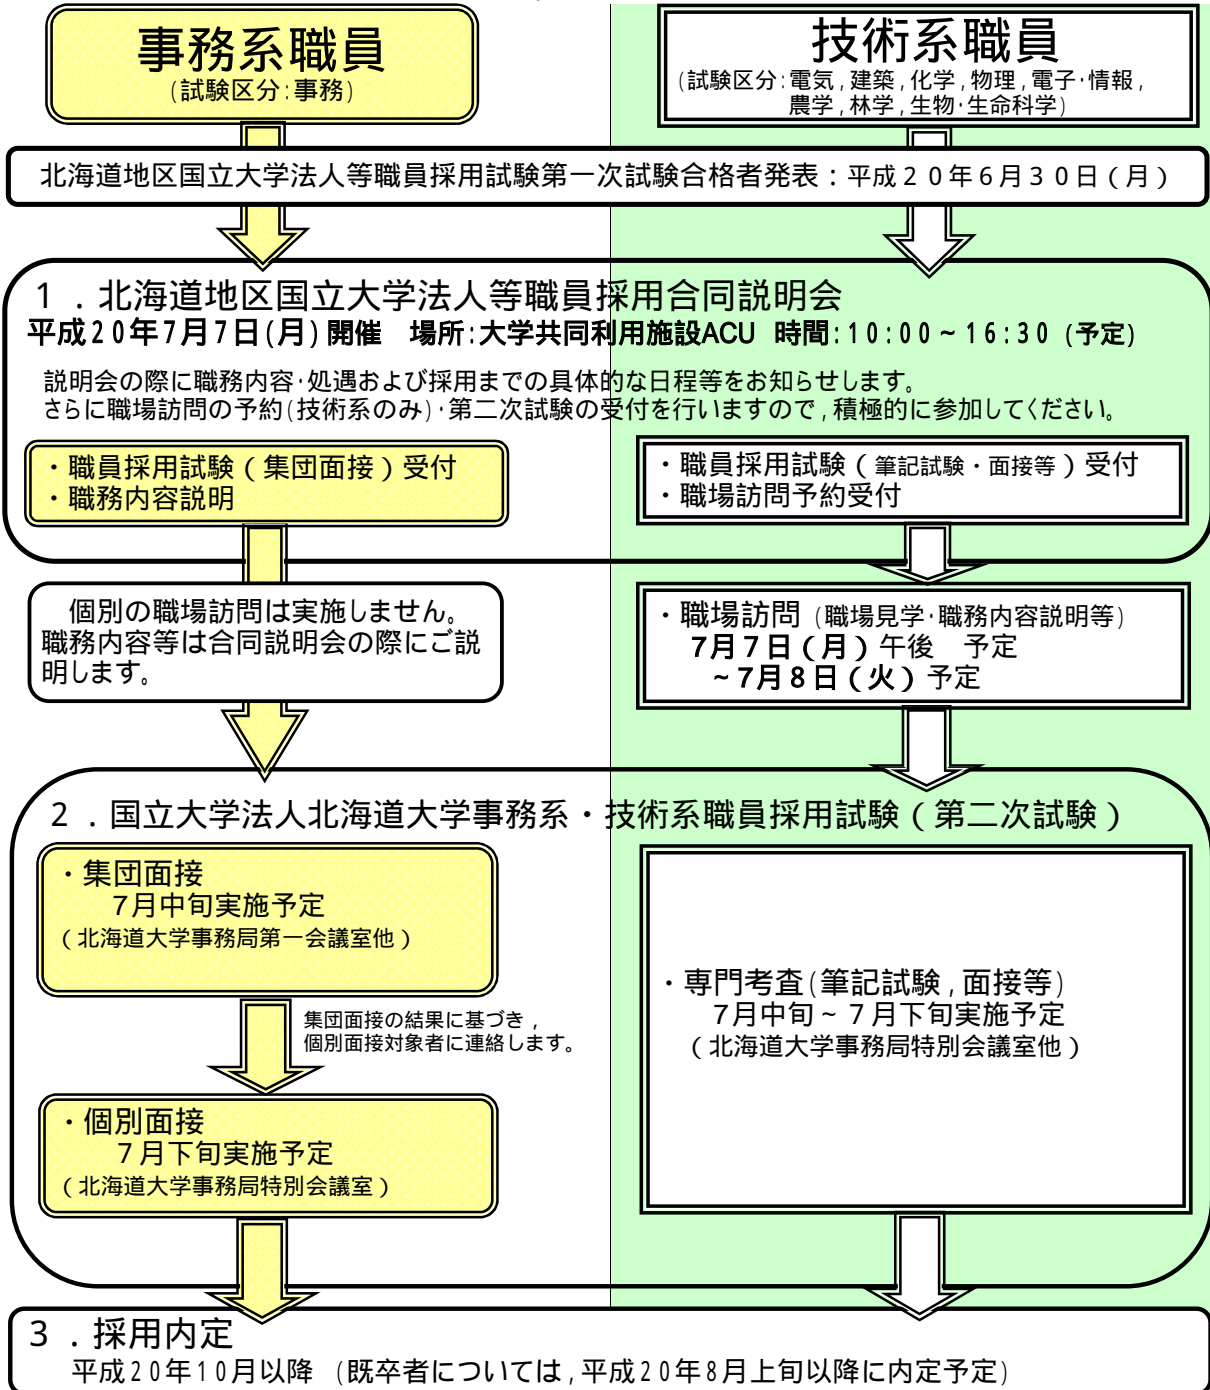 事務系職員
(試験区分:事務)
技術系職員
(試験区分:電気,建築,化学,物理,電子・情報,
農学,林学,生物・生命科学)
北海道地区国立大学法人等職員採用試験第一次試験合格者発表:平成20年6月30日(月)
1.北海道地区国立大学法人等職員採用合同説明会
平成20年7月7日(月)開催 場所:大学共同利用施設ACU 時間:10:00~16:30 (予定)
説明会の際に職務内容・処遇および採用までの具体的な日程等をお知らせします。
さらに職場訪問の予約(技術系のみ)・第二次試験の受付を行いますので,積極的に参加してください。
・職員採用試験(集団面接)受付
・職務内容説明
・職員採用試験(筆記試験・面接等)受付
・職場訪問予約受付
個別の職場訪問は実施しません。
職務内容等は合同説明会の際にご説
明します。
・職場訪問(職場見学・職務内容説明等)
7月7日(月)午後 予定
~7月8日(火)予定
2.国立大学法人北海道大学事務系・技術系職員採用試験(第二次試験)
・集団面接
7月中旬実施予定
(北海道大学事務局第一会議室他)
集団面接の結果に基づき,
個別面接対象者に連絡します。
・個別面接
7月下旬実施予定
(北海道大学事務局特別会議室)
・専門考査(筆記試験,面接等)
7月中旬~7月下旬実施予定
(北海道大学事務局特別会議室他)
3.採用内定
平成20年10月以降 (既卒者については,平成20年8月上旬以降に内定予定)